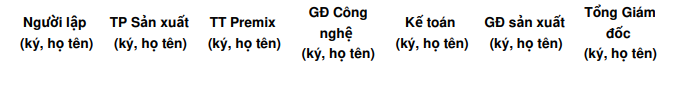 Người lập
(ký, họ tên)
TP Sản xuất
(ký, họ tên)
TT Premix
(ký, họ tên)
GĐ Công
nghệ
(ký, họ tên)
Kế toán
(ký, họ tên)
GĐ sản xuất
(ký, họ tên)
Tổng Giám
đốc
(ký, họ tên)